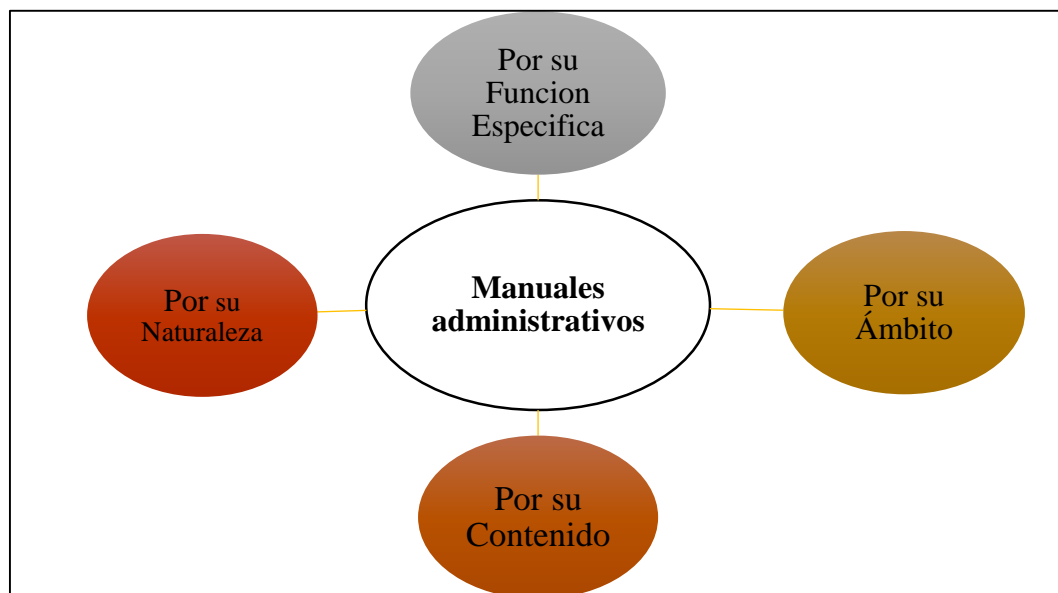 Por su
Funcion
Especifica
Por su
Naturaleza
Manuales
administrativos
Por su
Ámbito
Por su
Contenido